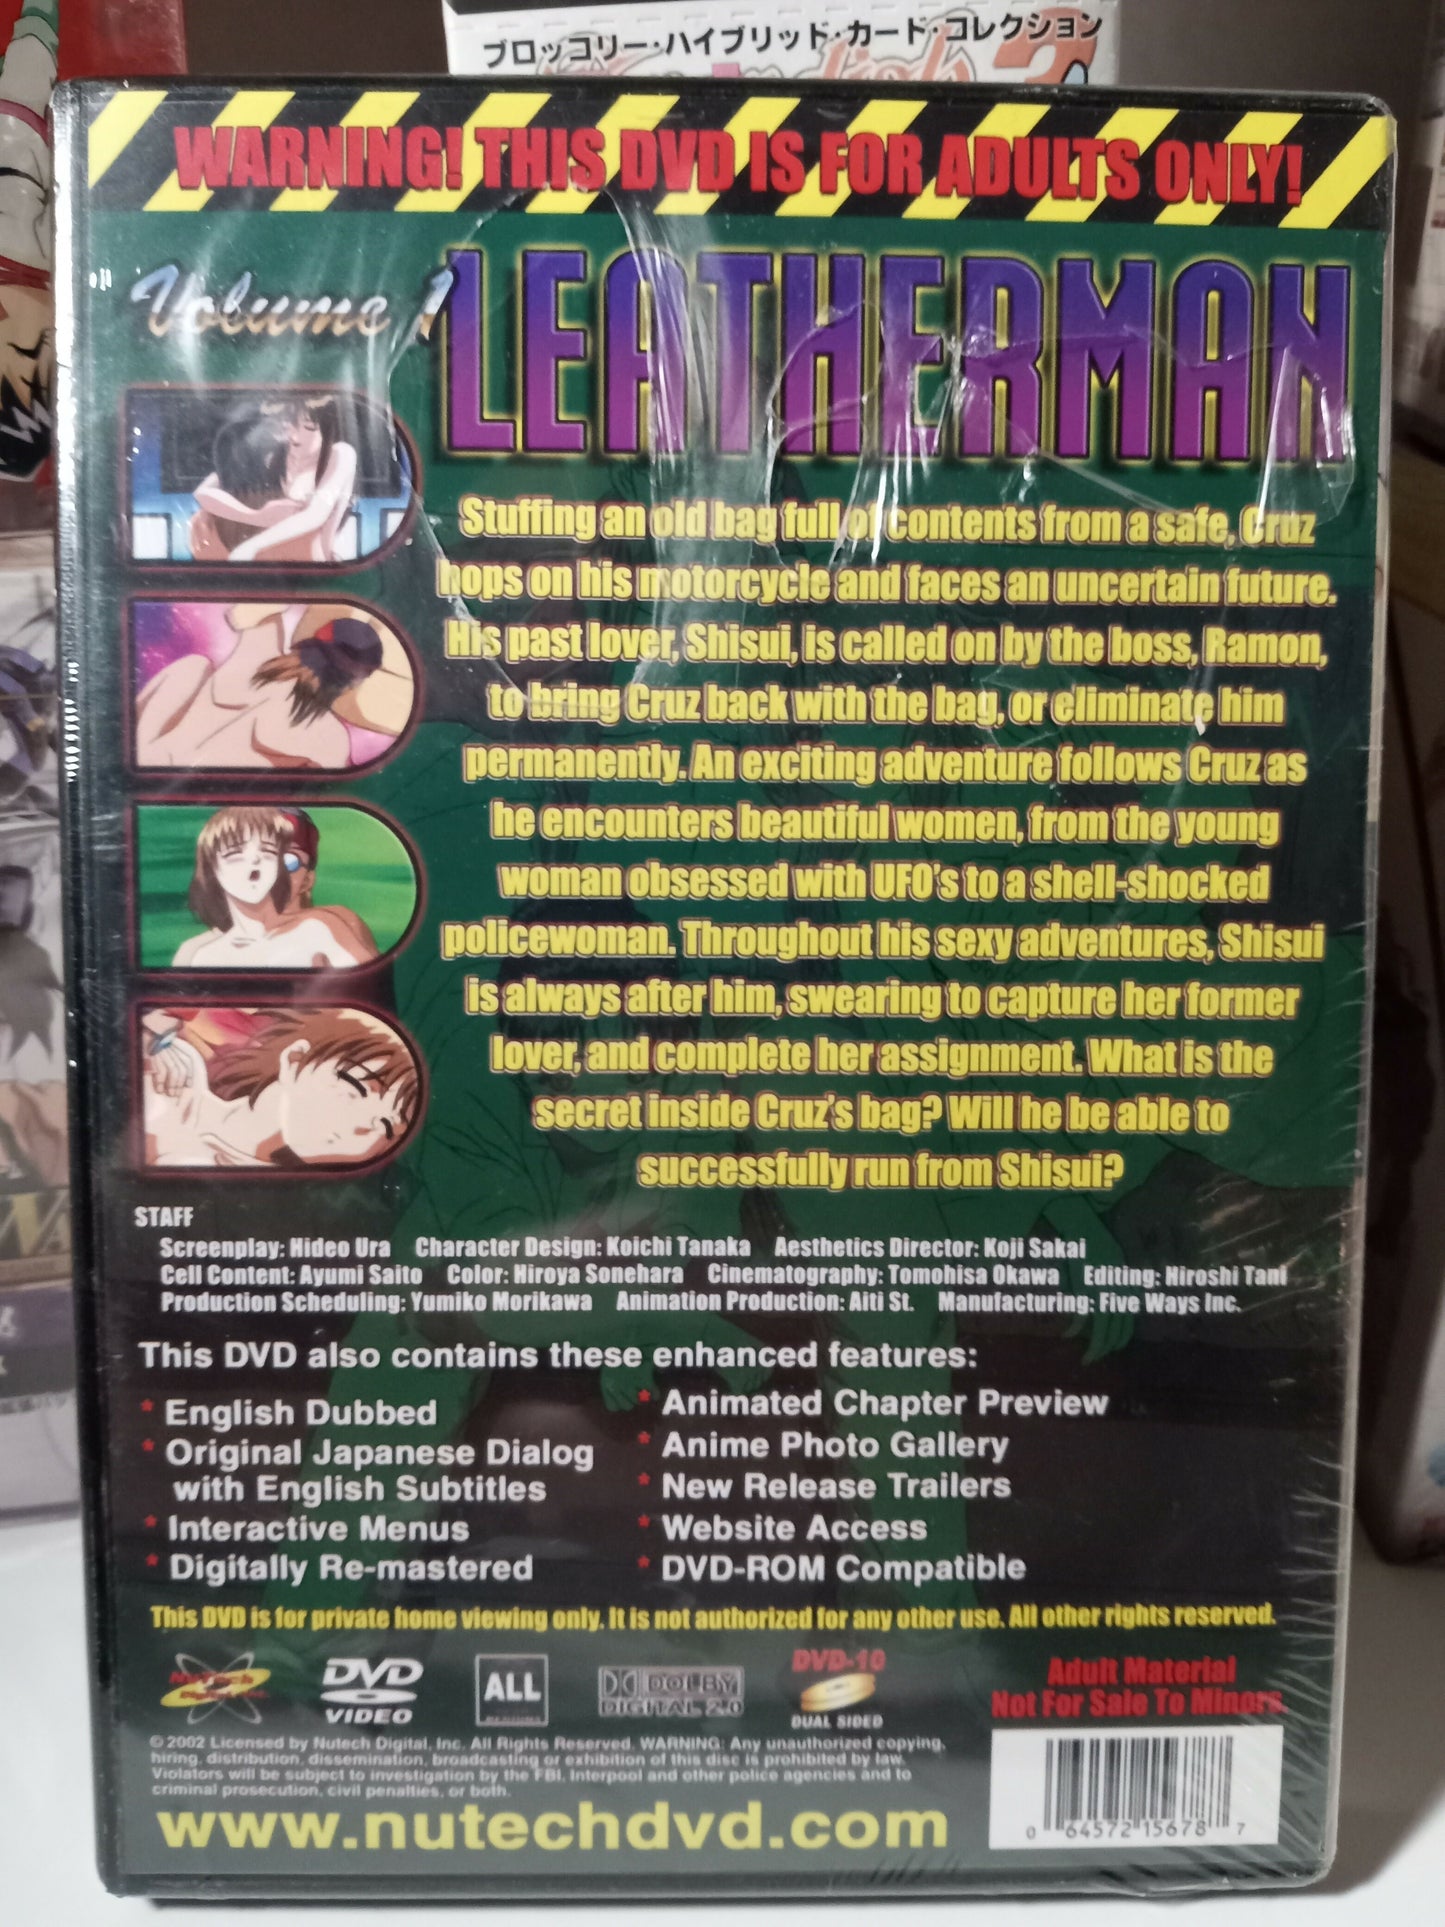 ブロッコリー・ハイブリッド・カード・コレクション
WARNING! THIS DVD IS FOR ADULTS ONLY!
Volume 1
LEATHERMAN
Stuffing an old bag full of contents from a safe, Cruz
hops on his motorcycle and faces an uncertain future.
His past lover, Shisui, is called on by the boss, Ramon,
to bring Cruz back with the bag, or eliminate him
permanently. An exciting adventure follows Cruz as
he encounters beautiful women, from the young
woman obsessed with UFO's to a shell-shocked
policewoman. Throughout his sexy adventures, Shisui
is always after him, swearing to capture her former
lover, and complete her assignment. What is the
secret inside Cruz's bag? Will he be able to
successfully run from Shisui?
STAFF
Screenplay: Hideo Ura Character Design: Koichi Tanaka Aesthetics Director: Koji Sakai
Cell Content: Ayumi Saito Color: Hiroya Sonehara Cinematography: Tomohisa Okawa Editing: Hiroshi Tani
Production Scheduling: Yumiko Morikawa Animation Production: Aiti St. Manufacturing: Five Ways Inc.
This DVD also contains these enhanced features:
* English Dubbed
* Original Japanese Dialog
with English Subtitles
* Interactive Menus
* Digitally Re-mastered
* Animated Chapter Preview
* Anime Photo Gallery
* New Release Trailers
* Website Access
* DVD-ROM Compatible
This DVD is for private home viewing only. It is not authorized for any other use. All other rights reserved.
NuTech
DVD
VIDEO
ALL
DOLBY
DIGITAL 2.0
DVD-10
DUAL SIDED
Adult Material
Not For Sale To Minors.
© 2002 Licensed by Nutech Digital, Inc. All Rights Reserved. WARNING: Any unauthorized copying,
hiring, distribution, dissemination, broadcasting or exhibition of this disc is prohibited by law.
Violators will be subject to investigation by the FBI, Interpool and other police agencies and to
criminal prosecution, civil penalties, or both.
www.nutechdvd.com
0 64572 15678 7